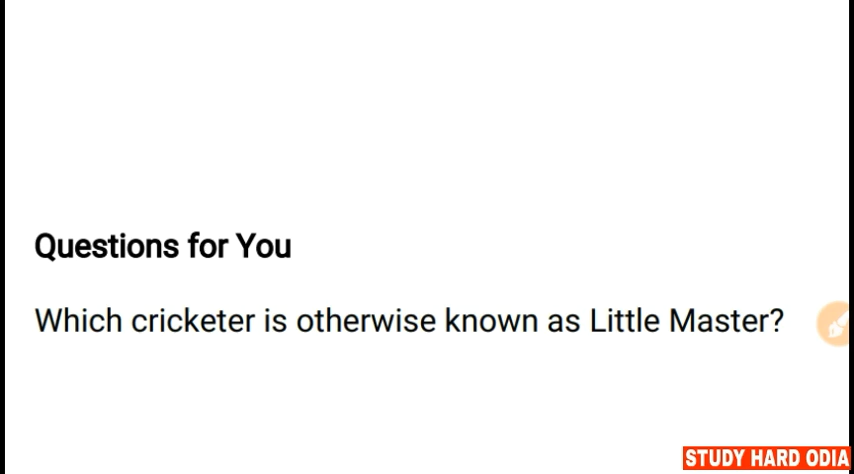 Questions for You
Which cricketer is otherwise known as Little Master?
STUDY HARD ODIA